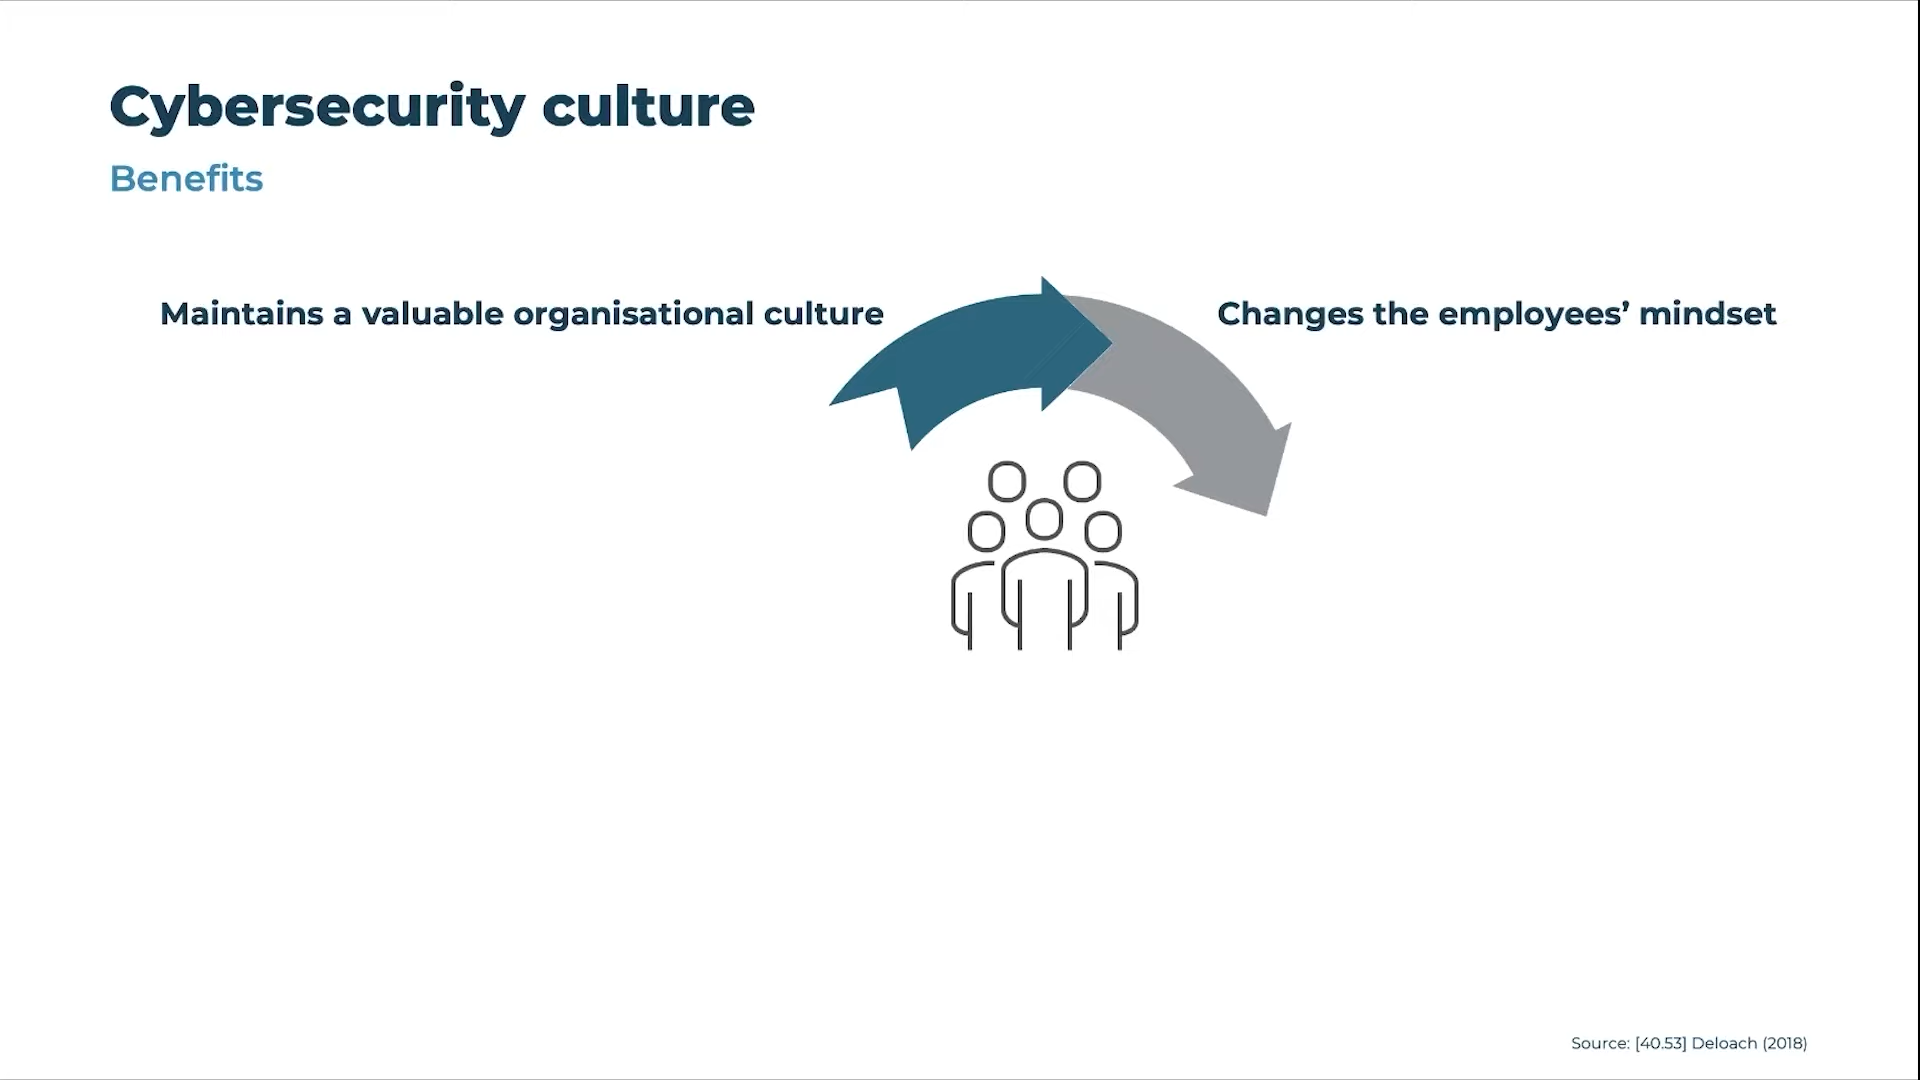 Cybersecurity culture
Benefits
Maintains a valuable organisational culture
Changes the employees’ mindset
Source: [40.53] Deloach (2018)